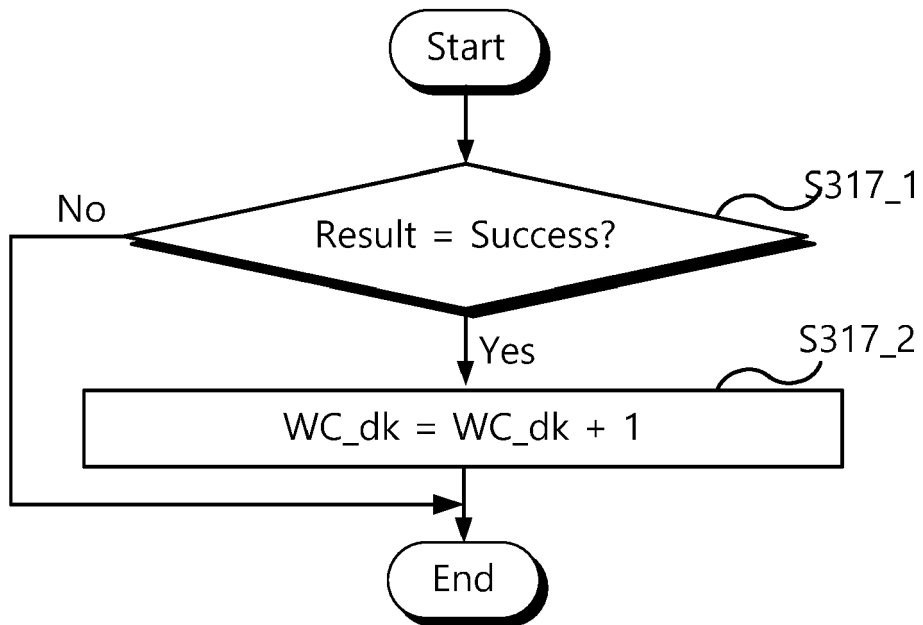 Start
S317_1
No
Result = Success?
Yes
S317_2
WC_dk = WC_dk + 1
End